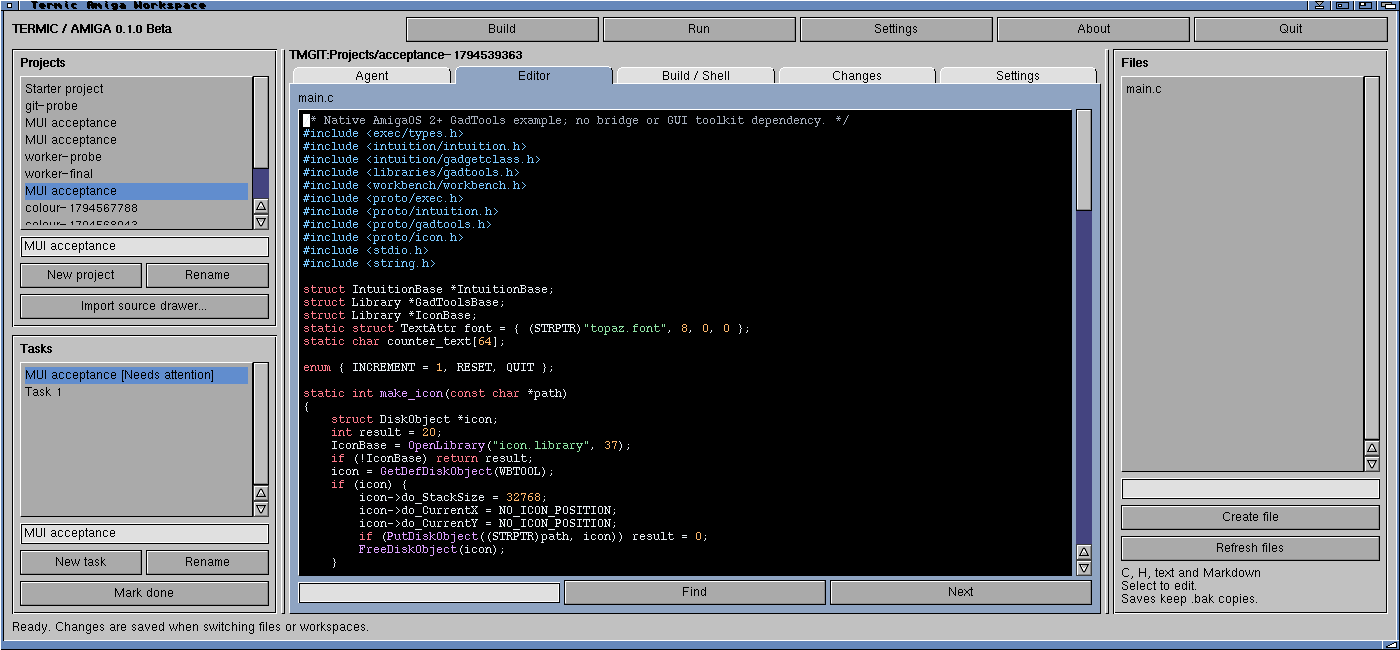 Termic Amiga Workspace
TERMIC / AMIGA 0.1.0 Beta
Build
Run
Settings
About
Quit
Projects
Starter project
git-probe
MUI acceptance
MUI acceptance
worker-probe
worker-final
MUI acceptance
colour-1794567788
colour-1794568043
MUI acceptance
New project
Rename
Import source drawer...
Tasks
MUI acceptance [Needs attention]
Task 1
MUI acceptance
New task
Rename
Mark done
TMGIT:Projects/acceptance-1794539363
Agent
Editor
Build / Shell
Changes
Settings
main.c
* Native AmigaOS 2+ GadTools example; no bridge or GUI toolkit dependency. */
#include <exec/types.h>
#include <intuition/intuition.h>
#include <intuition/gadgetclass.h>
#include <libraries/gadtools.h>
#include <workbench/workbench.h>
#include <proto/exec.h>
#include <proto/intuition.h>
#include <proto/gadtools.h>
#include <proto/icon.h>
#include <stdio.h>
#include <string.h>
struct IntuitionBase *IntuitionBase;
struct Library *GadToolsBase;
struct Library *IconBase;
static struct TextAttr font = { (STRPTR)"topaz.font", 8, 0, 0 };
static char counter_text[64];
enum { INCREMENT = 1, RESET, QUIT };
static int make_icon(const char *path)
{
    struct DiskObject *icon;
    int result = 20;
    IconBase = OpenLibrary("icon.library", 37);
    if (!IconBase) return result;
    icon = GetDefDiskObject(WBTOOL);
    if (icon) {
        icon->do_StackSize = 32768;
        icon->do_CurrentX = NO_ICON_POSITION;
        icon->do_CurrentY = NO_ICON_POSITION;
        if (PutDiskObject((STRPTR)path, icon)) result = 0;
        FreeDiskObject(icon);
    }
Find
Next
Files
main.c
Create file
Refresh files
C, H, text and Markdown
Select to edit.
Saves keep .bak copies.
Ready. Changes are saved when switching files or workspaces.